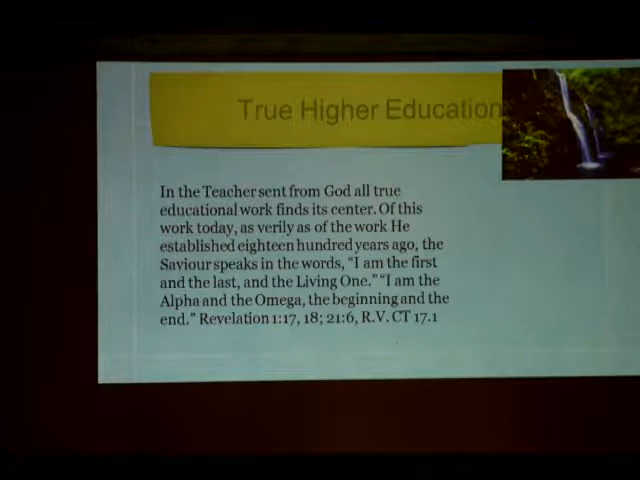 True Higher Education
In the Teacher sent from God all true
educational work finds its center. Of this
work today, as verily as of the work He
established eighteen hundred years ago, the
Saviour speaks in the words, “I am the first
and the last, and the Living One.” “I am the
Alpha and the Omega, the beginning and the
end.” Revelation 1:17, 18; 21:6, R.V. CT 17.1